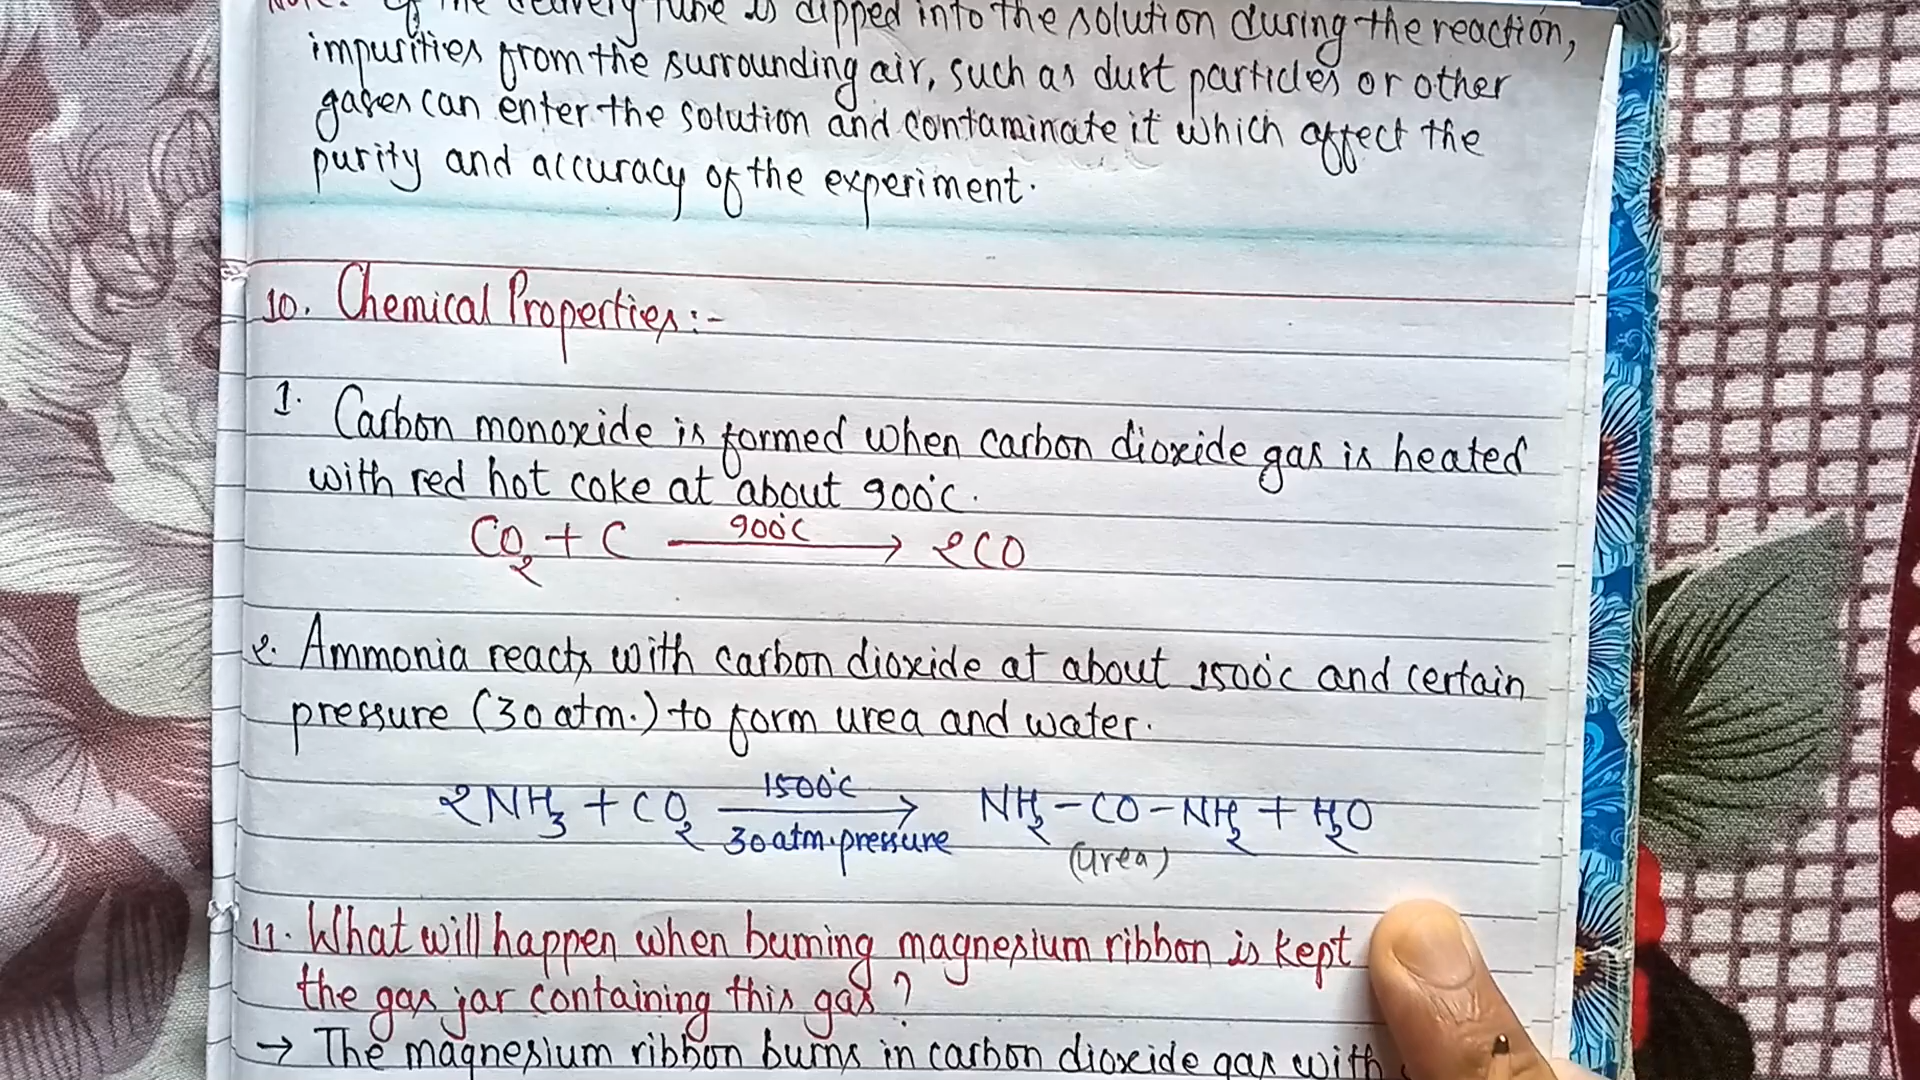 Note: If the delivery tube is dipped into the solution during the reaction,
impurities from the surrounding air, such as dust particles or other
gases can enter the solution and contaminate it which affect the
purity and accuracy of the experiment.
10. Chemical Properties:-
1. Carbon monoxide is formed when carbon dioxide gas is heated
with red hot coke at about 900°C.
CO₂ + C 900°C → 2CO
2. Ammonia reacts with carbon dioxide at about 1500°C and certain
pressure (30 atm.) to form urea and water.
2NH₃ + CO₂ 1500°C → 30 atm. pressure NH₂-CO-NH₂ + H₂O
(urea)
11. What will happen when burning magnesium ribbon is kept
the gas jar containing this gas?
→ The magnesium ribbon burns in carbon dioxide gas with